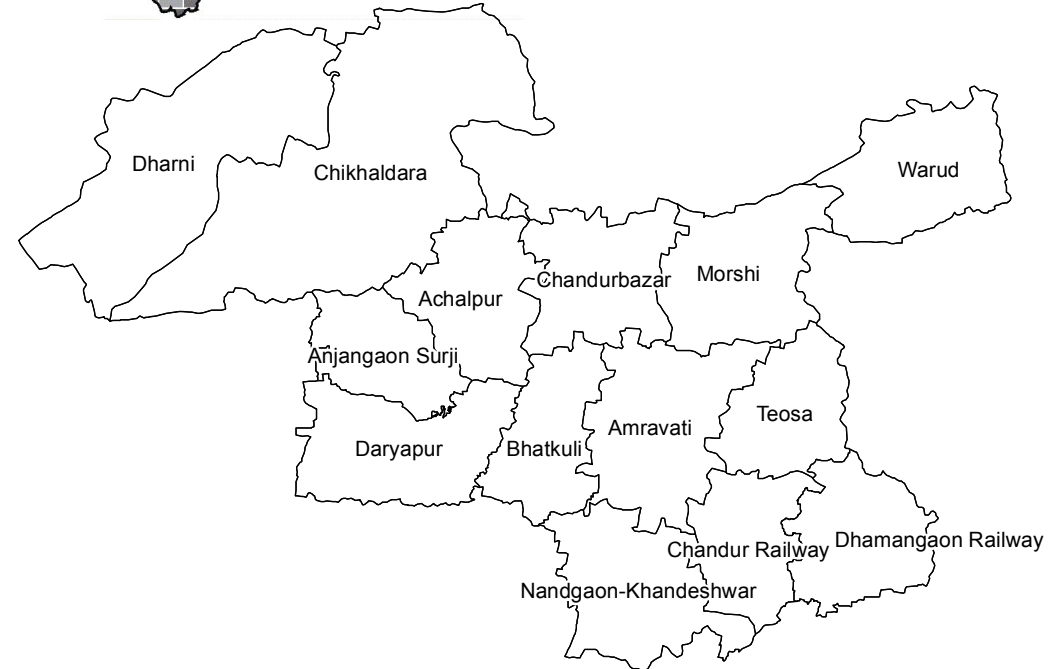 Dharni
Chikhaldara
Warud
Achalpur
Chandurbazar
Morshi
Anjangaon Surji
Daryapur
Bhatkuli
Amravati
Teosa
Chandur Railway
Dhamangaon Railway
Nandgaon-Khandeshwar